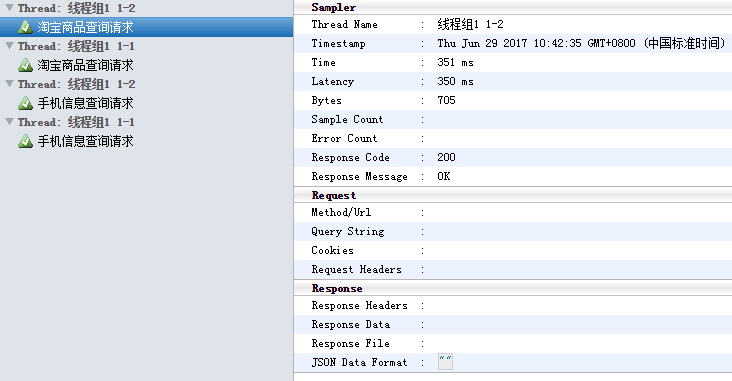 Thread: 线程组1 1-2
淘宝商品查询请求
Thread: 线程组1 1-1
淘宝商品查询请求
Thread: 线程组1 1-2
手机信息查询请求
Thread: 线程组1 1-1
手机信息查询请求
Sampler
Thread Name : 线程组1 1-2
Timestamp : Thu Jun 29 2017 10:42:35 GMT+0800 (中国标准时间)
Time : 351 ms
Latency : 350 ms
Bytes : 705
Sample Count :
Error Count :
Response Code : 200
Response Message : OK
Request
Method/Url :
Query String :
Cookies :
Request Headers :
Response
Response Headers :
Response Data :
Response File :
JSON Data Format : ""